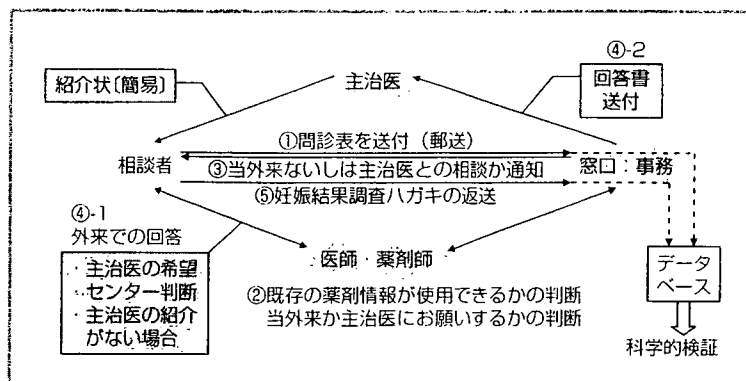 ④-2
紹介状〔簡易〕
主治医
回答書
送付
①問診表を送付（郵送）
相談者
③当外来ないしは主治医との相談か通知
窓口：事務
⑤妊娠結果調査ハガキの返送
④-1
外来での回答
・主治医の希望
・センター判断
・主治医の紹介
がない場合
医師・薬剤師
②既存の薬剤情報が使用できるかの判断
当外来か主治医にお願いするかの判断
データ
ベース
科学的検証